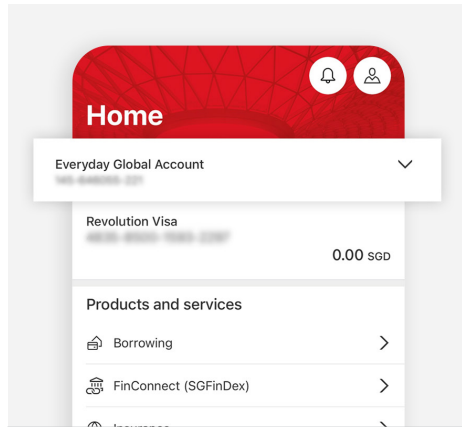 Home
Everyday Global Account
Revolution Visa
0.00 SGD
Products and services
Borrowing
FinConnect (SGFinDex)